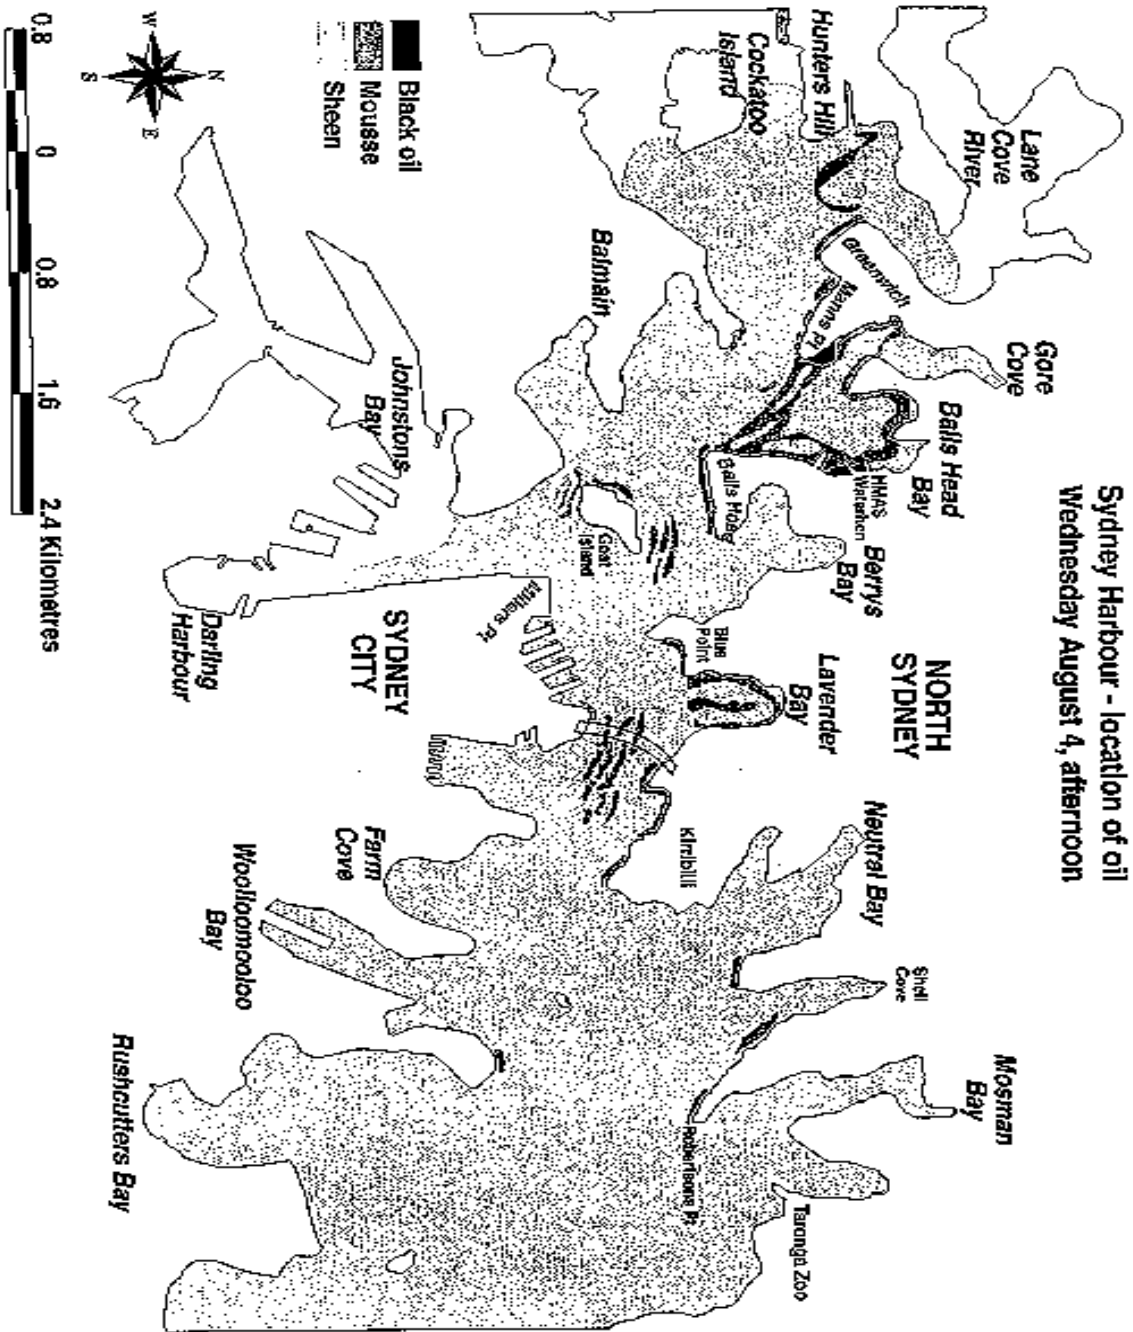 Sydney Harbour - location of oil
Wednesday August 4, afternoon
Lane
Cove
River
Hunters Hill
Cockatoo
Island
Greenwich
Manns Pt
Gore
Cove
Balls Head
Bay
HMAS
Waterhen
Balls Head
Berrys
Bay
Balmain
Goat
Island
Johnstons
Bay
Darling
Harbour
Millers Pt
SYDNEY
CITY
Blue
Point
Lavender
Bay
NORTH
SYDNEY
Kirribilli
Neutral Bay
Farm
Cove
Woolloomooloo
Bay
Shell
Cove
Mosman
Bay
Robertsons Pt
Taronga Zoo
Rushcutters Bay
Black oil
Mousse
Sheen
N
W
E
S
0.8 0 0.8 1.6 2.4 Kilometres